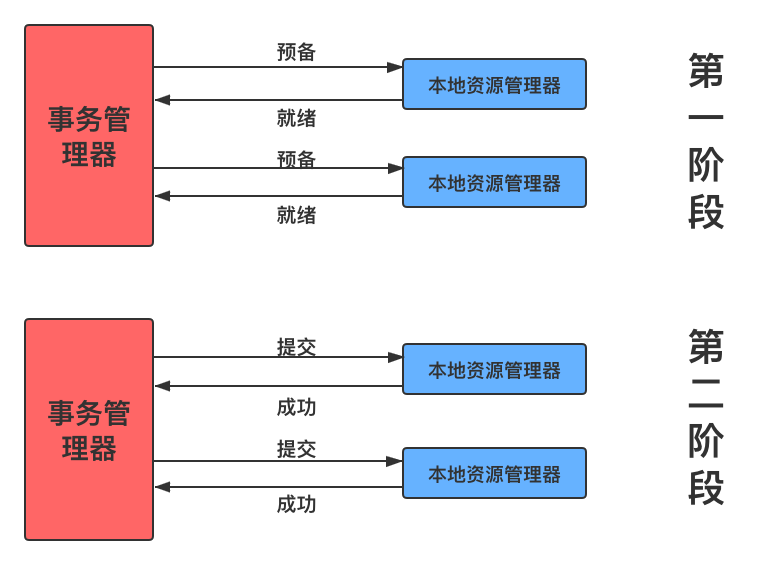 预备
本地资源管理器
就绪
事务管
理器
预备
本地资源管理器
就绪
第
一
阶
段
提交
本地资源管理器
成功
事务管
理器
提交
本地资源管理器
成功
第
二
阶
段